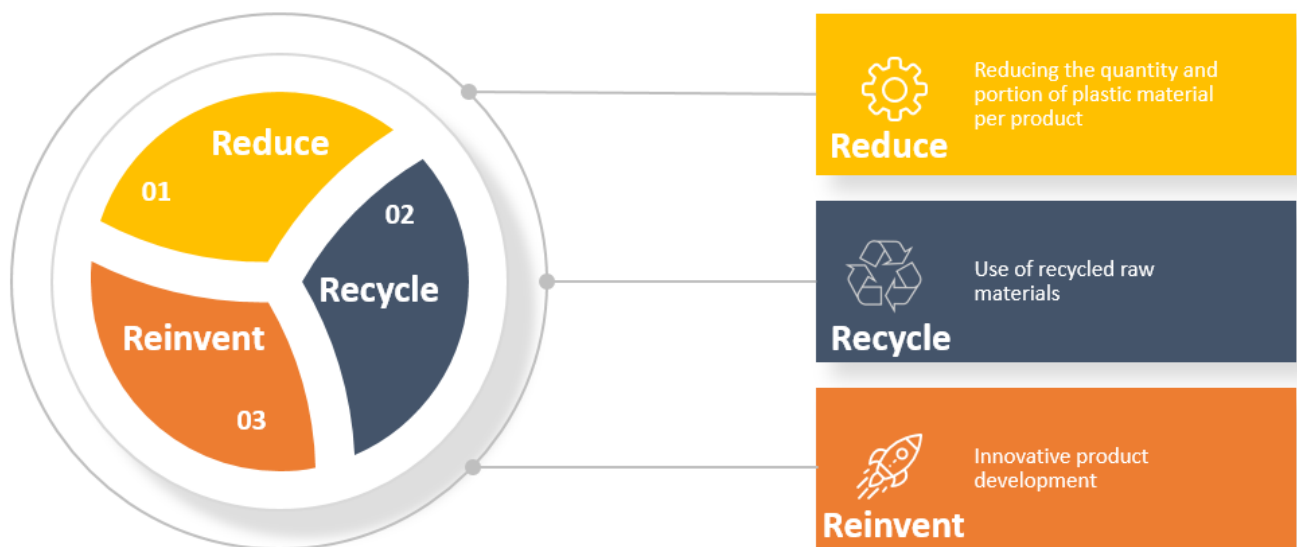 Reduce
01
02
Recycle
Reinvent
03
Reducing the quantity and
portion of plastic material
per product
Reduce
Use of recycled raw
materials
Recycle
Innovative product
development
Reinvent